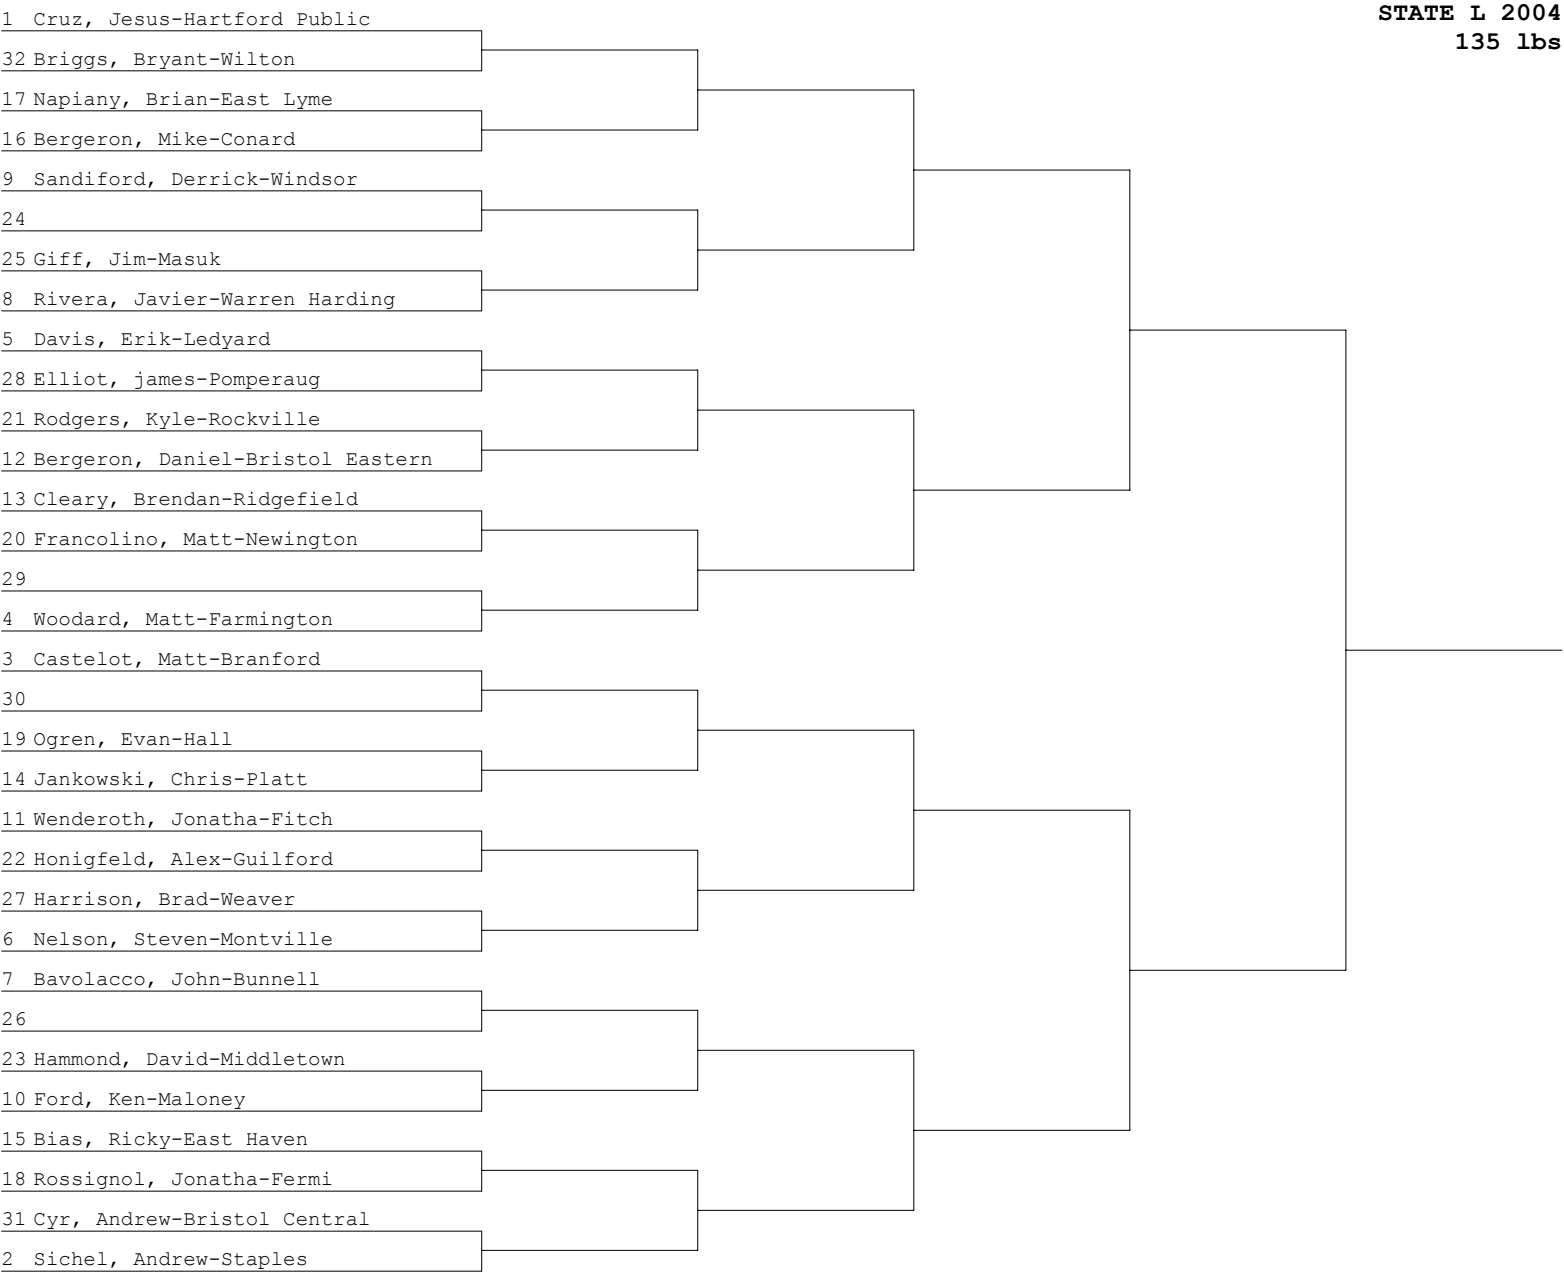 STATE L 2004
135 lbs
1 Cruz, Jesus-Hartford Public
32 Briggs, Bryant-Wilton
17 Napiany, Brian-East Lyme
16 Bergeron, Mike-Conard
9 Sandiford, Derrick-Windsor
24
25 Giff, Jim-Masuk
8 Rivera, Javier-Warren Harding
5 Davis, Erik-Ledyard
28 Elliot, james-Pomperaug
21 Rodgers, Kyle-Rockville
12 Bergeron, Daniel-Bristol Eastern
13 Cleary, Brendan-Ridgefield
20 Francolino, Matt-Newington
29
4 Woodard, Matt-Farmington
3 Castelot, Matt-Branford
30
19 Ogren, Evan-Hall
14 Jankowski, Chris-Platt
11 Wenderoth, Jonatha-Fitch
22 Honigfeld, Alex-Guilford
27 Harrison, Brad-Weaver
6 Nelson, Steven-Montville
7 Bavolacco, John-Bunnell
26
23 Hammond, David-Middletown
10 Ford, Ken-Maloney
15 Bias, Ricky-East Haven
18 Rossignol, Jonatha-Fermi
31 Cyr, Andrew-Bristol Central
2 Sichel, Andrew-Staples